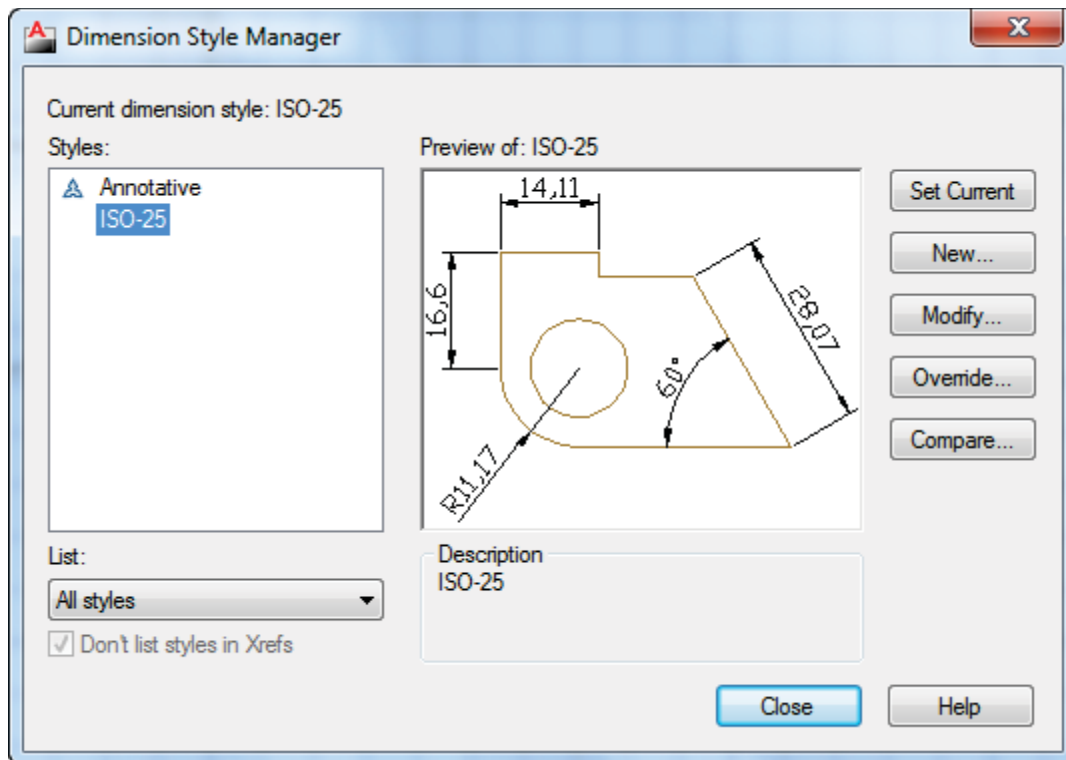 Dimension Style Manager
Current dimension style: ISO-25
Styles:
Annotative
ISO-25
List:
All styles
Don't list styles in Xrefs
Preview of: ISO-25
14,11
16,6
28,07
60°
R11,17
Description
ISO-25
Set Current
New...
Modify...
Override...
Compare...
Close
Help